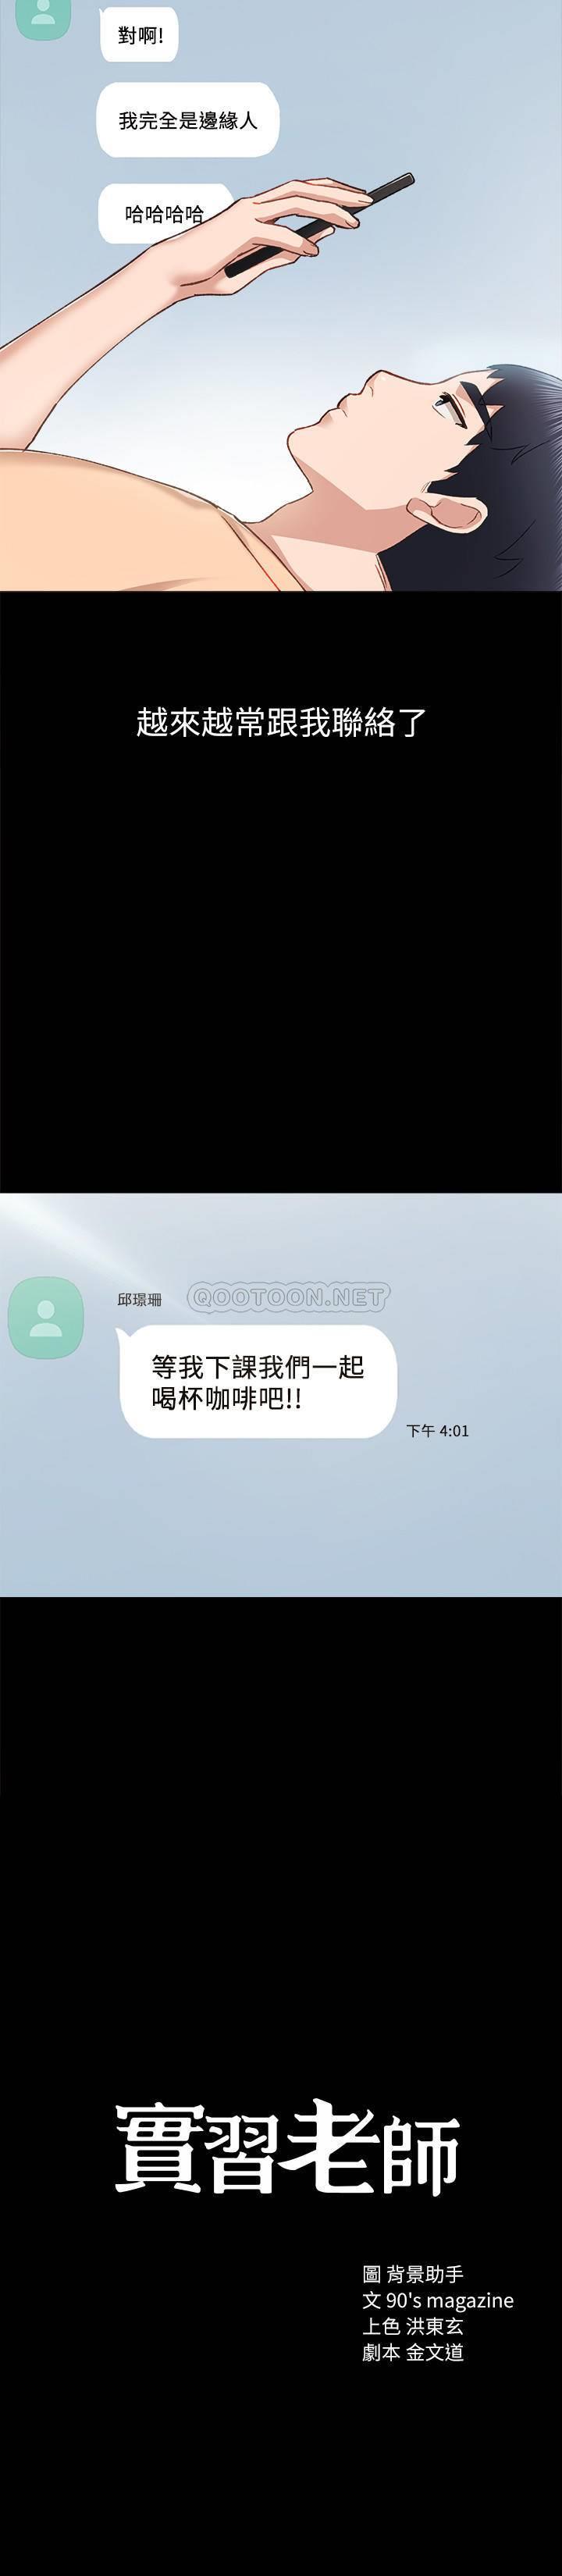 對啊!
我完全是邊緣人
哈哈哈哈
越來越常跟我聯絡了
邱璟珊
QOOTOON.NET
等我下課我們一起
喝杯咖啡吧!!
下午 4:01
實習老師
圖 背景助手
文 90's magazine
上色 洪東玄
劇本 金文道